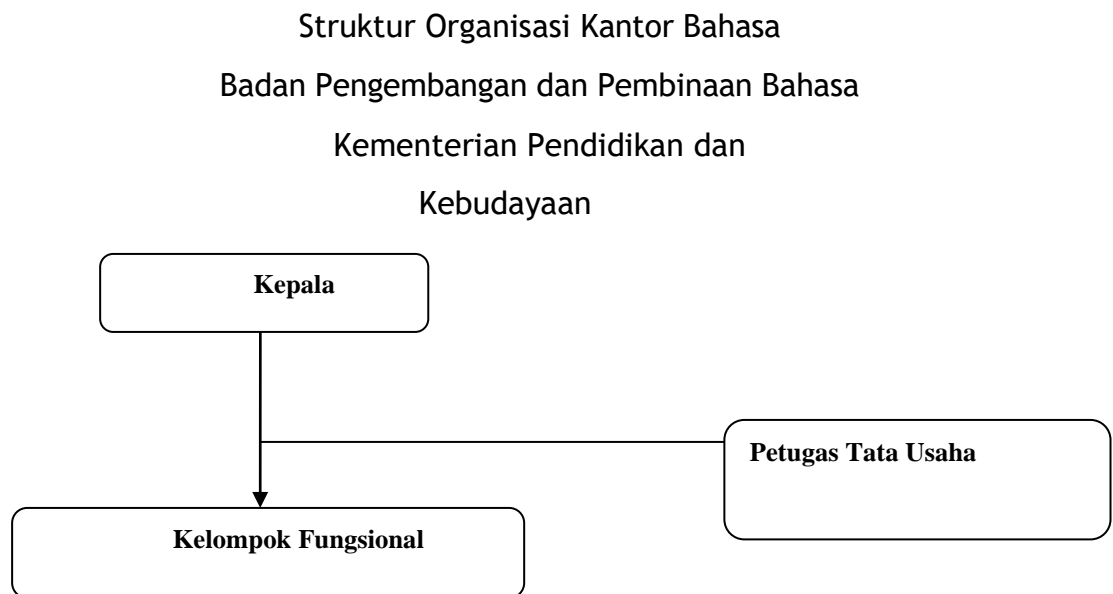 Struktur Organisasi Kantor Bahasa
Badan Pengembangan dan Pembinaan Bahasa
Kementerian Pendidikan dan
Kebudayaan
Kepala
Petugas Tata Usaha
Kelompok Fungsional